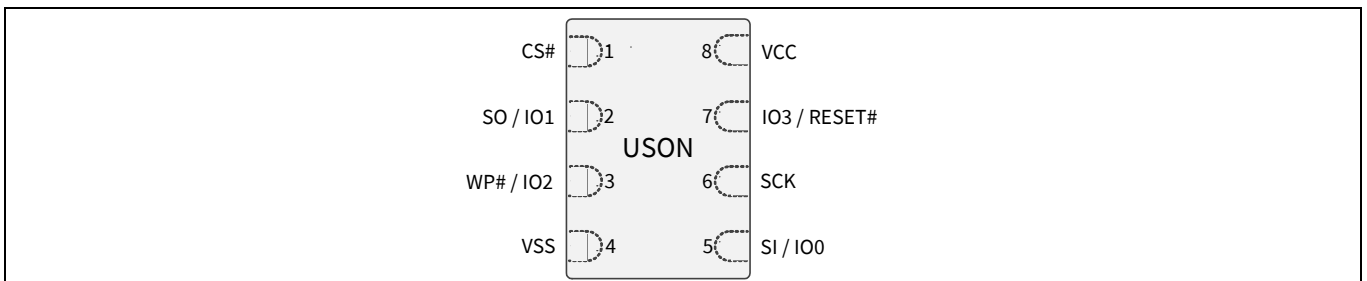 CS# 1 8 VCC
SO / IO1 2 7 IO3 / RESET#
USON
WP# / IO2 3 6 SCK
VSS 4 5 SI / IO0